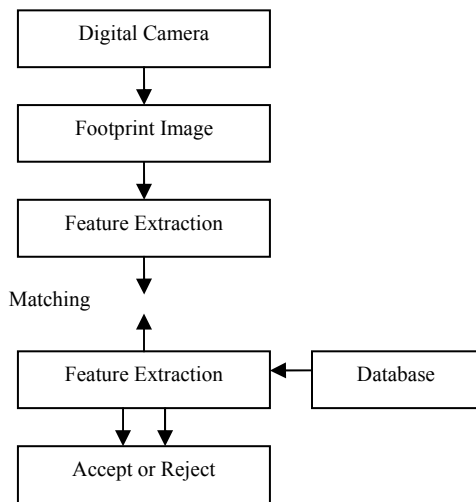 Digital Camera
Footprint Image
Feature Extraction
Matching
Feature Extraction
Database
Accept or Reject